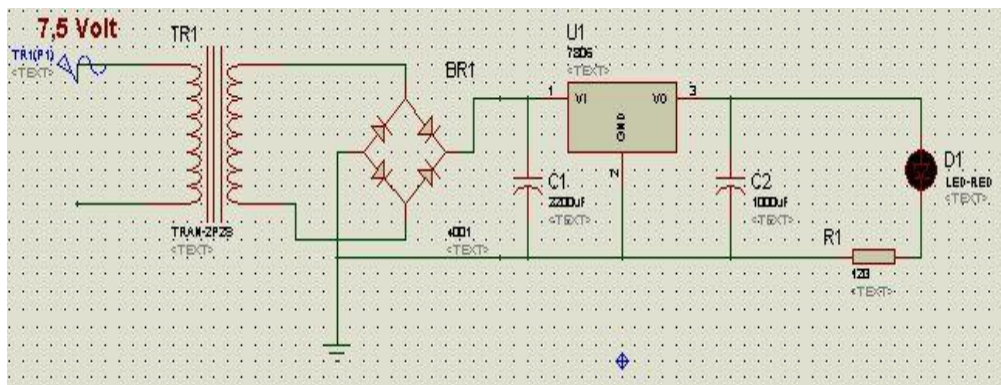 7,5 Volt
TR1(P1)
<TEXT>
TR1
TRAN-2P2S
<TEXT>
BR1
4001
<TEXT>
U1
7806
<TEXT>
1
VI
VO
3
GND
2
C1
2200uF
<TEXT>
C2
1000uF
<TEXT>
D1
LED-RED
<TEXT>
R1
<TEXT>